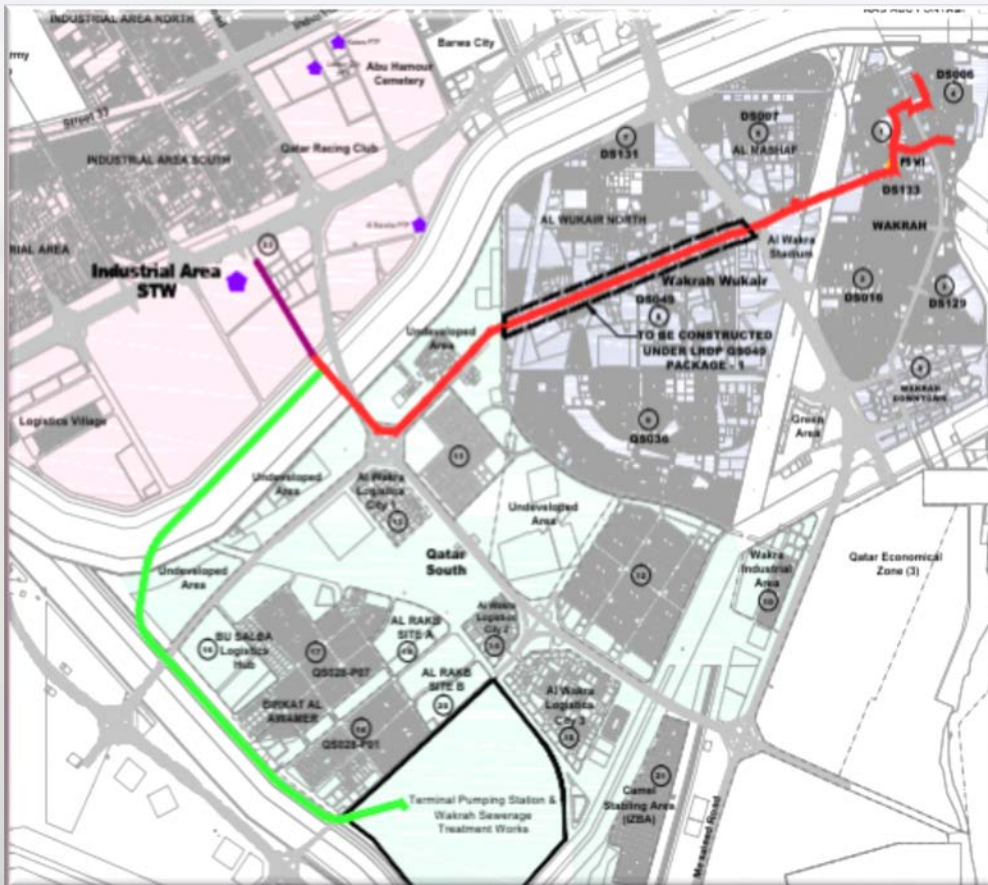 INDUSTRIAL AREA NORTH
Barwa City
Abu Hamour
Cemetery
Street 37
INDUSTRIAL AREA SOUTH
Qatar Racing Club
DS006
DS007
AL MASHAF
DS131
DS133
WAKRAH
AL WUKAIR NORTH
Al Wakra
Stadium
Industrial Area
STW
Wakrah Wukair
QS049
DS016
DS129
TO BE CONSTRUCTED
UNDER LRDP QS049
PACKAGE - 1
Undeveloped
Area
WAKRAH
DOWNTOWN
Logistics Village
QS036
Green
Area
Undeveloped
Area
Al Wakra
Logistics
City 1
Undeveloped
Area
Qatar
South
Undeveloped
Area
Wakra
Industrial
Area
Qatar Economical
Zone (3)
Al Wakra
Logistics
City 2
AL RAKB
SITE A
BU SALBA
Logistics
Hub
QS028-P07
AL RAKB
SITE B
BIRKAT AL
AWAMER
Al Wakra
Logistics
City 3
QS028-P01
Camel
Stabling Area
(IZBA)
Terminal Pumping Station &
Wakrah Sewerage
Treatment Works
Mesaieed Road